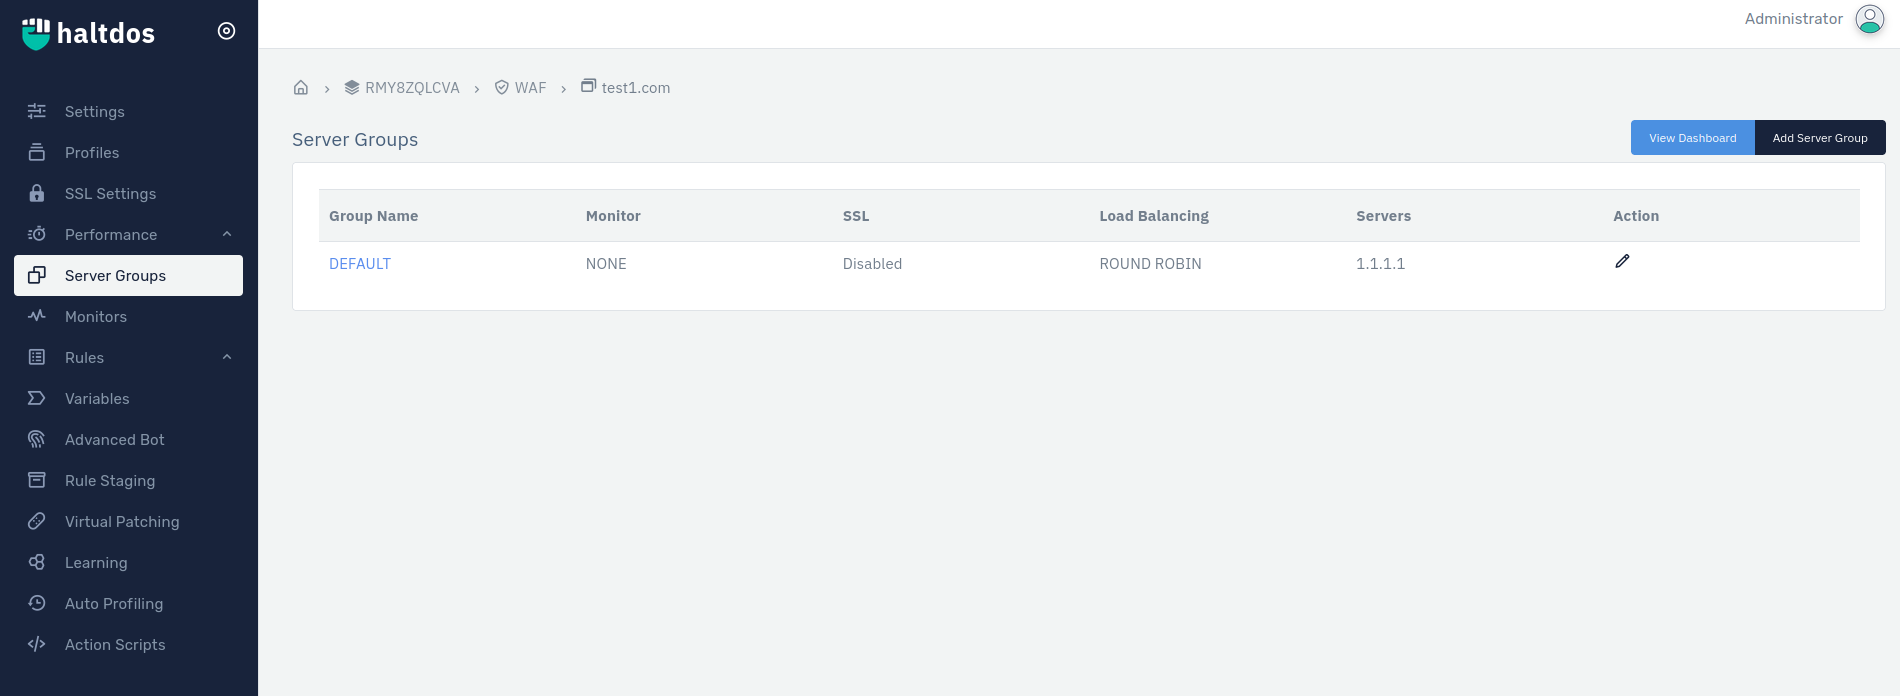 haltdos
Administrator
RMY8ZQLCVA
WAF
test1.com
Server Groups
View Dashboard
Add Server Group
Settings
Profiles
SSL Settings
Performance
Server Groups
Monitors
Rules
Variables
Advanced Bot
Rule Staging
Virtual Patching
Learning
Auto Profiling
Action Scripts
Group Name Monitor SSL Load Balancing Servers Action
DEFAULT NONE Disabled ROUND ROBIN 1.1.1.1